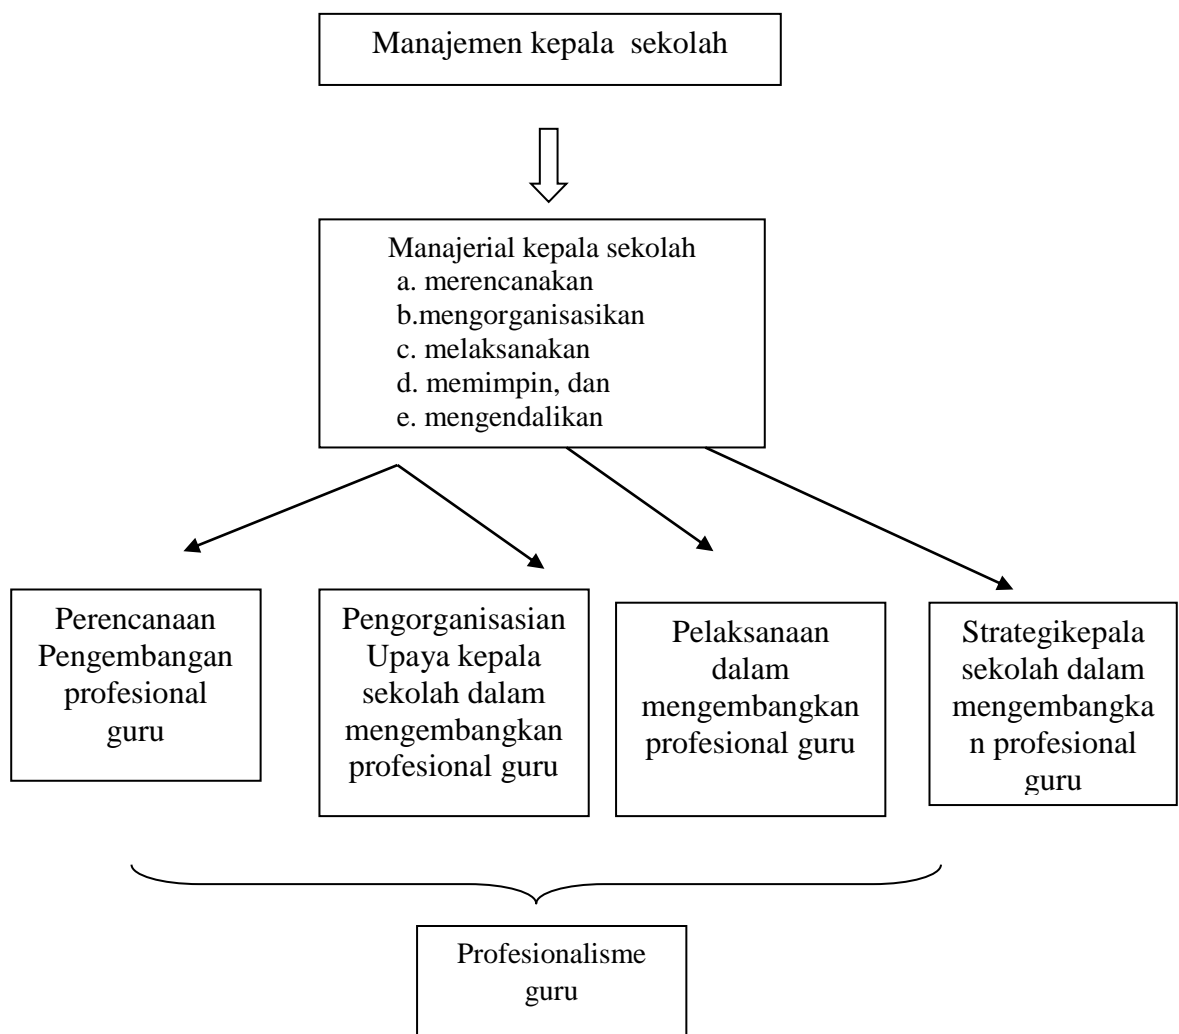 Manajemen kepala  sekolah
Manajerial kepala sekolah
a. merencanakan
b.mengorganisasikan
c. melaksanakan
d. memimpin, dan
e. mengendalikan
Perencanaan
Pengembangan
profesional
guru
Pengorganisasian
Upaya kepala
sekolah dalam
mengembangkan
profesional guru
Pelaksanaan
dalam
mengembangkan
profesional guru
Strategikepala
sekolah dalam
mengembangka
n profesional
guru
Profesionalisme
guru